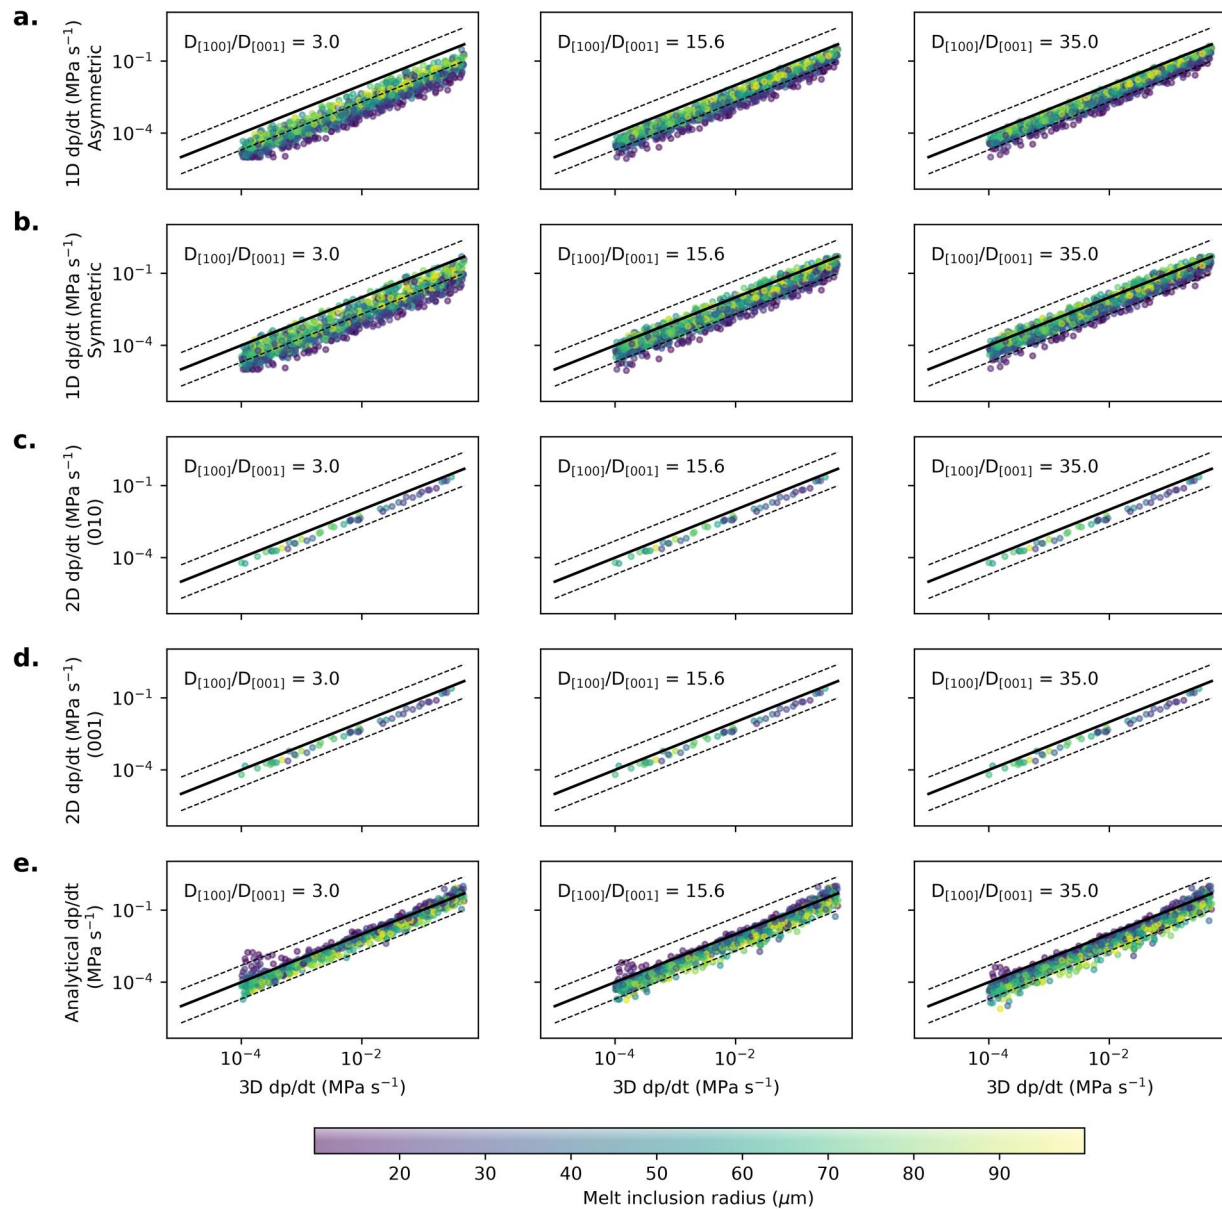 a.
1D dp/dt (MPa s⁻¹)
Asymmetric
10⁻¹
10⁻⁴
D[100]/D[001] = 3.0
D[100]/D[001] = 15.6
D[100]/D[001] = 35.0
b.
1D dp/dt (MPa s⁻¹)
Symmetric
10⁻¹
10⁻⁴
D[100]/D[001] = 3.0
D[100]/D[001] = 15.6
D[100]/D[001] = 35.0
c.
2D dp/dt (MPa s⁻¹)
(010)
10⁻¹
10⁻⁴
D[100]/D[001] = 3.0
D[100]/D[001] = 15.6
D[100]/D[001] = 35.0
d.
2D dp/dt (MPa s⁻¹)
(001)
10⁻¹
10⁻⁴
D[100]/D[001] = 3.0
D[100]/D[001] = 15.6
D[100]/D[001] = 35.0
e.
Analytical dp/dt
(MPa s⁻¹)
10⁻¹
10⁻⁴
D[100]/D[001] = 3.0
D[100]/D[001] = 15.6
D[100]/D[001] = 35.0
10⁻⁴ 10⁻² 10⁻⁴ 10⁻² 10⁻⁴ 10⁻²
3D dp/dt (MPa s⁻¹) 3D dp/dt (MPa s⁻¹) 3D dp/dt (MPa s⁻¹)
20 30 40 50 60 70 80 90
Melt inclusion radius (μm)